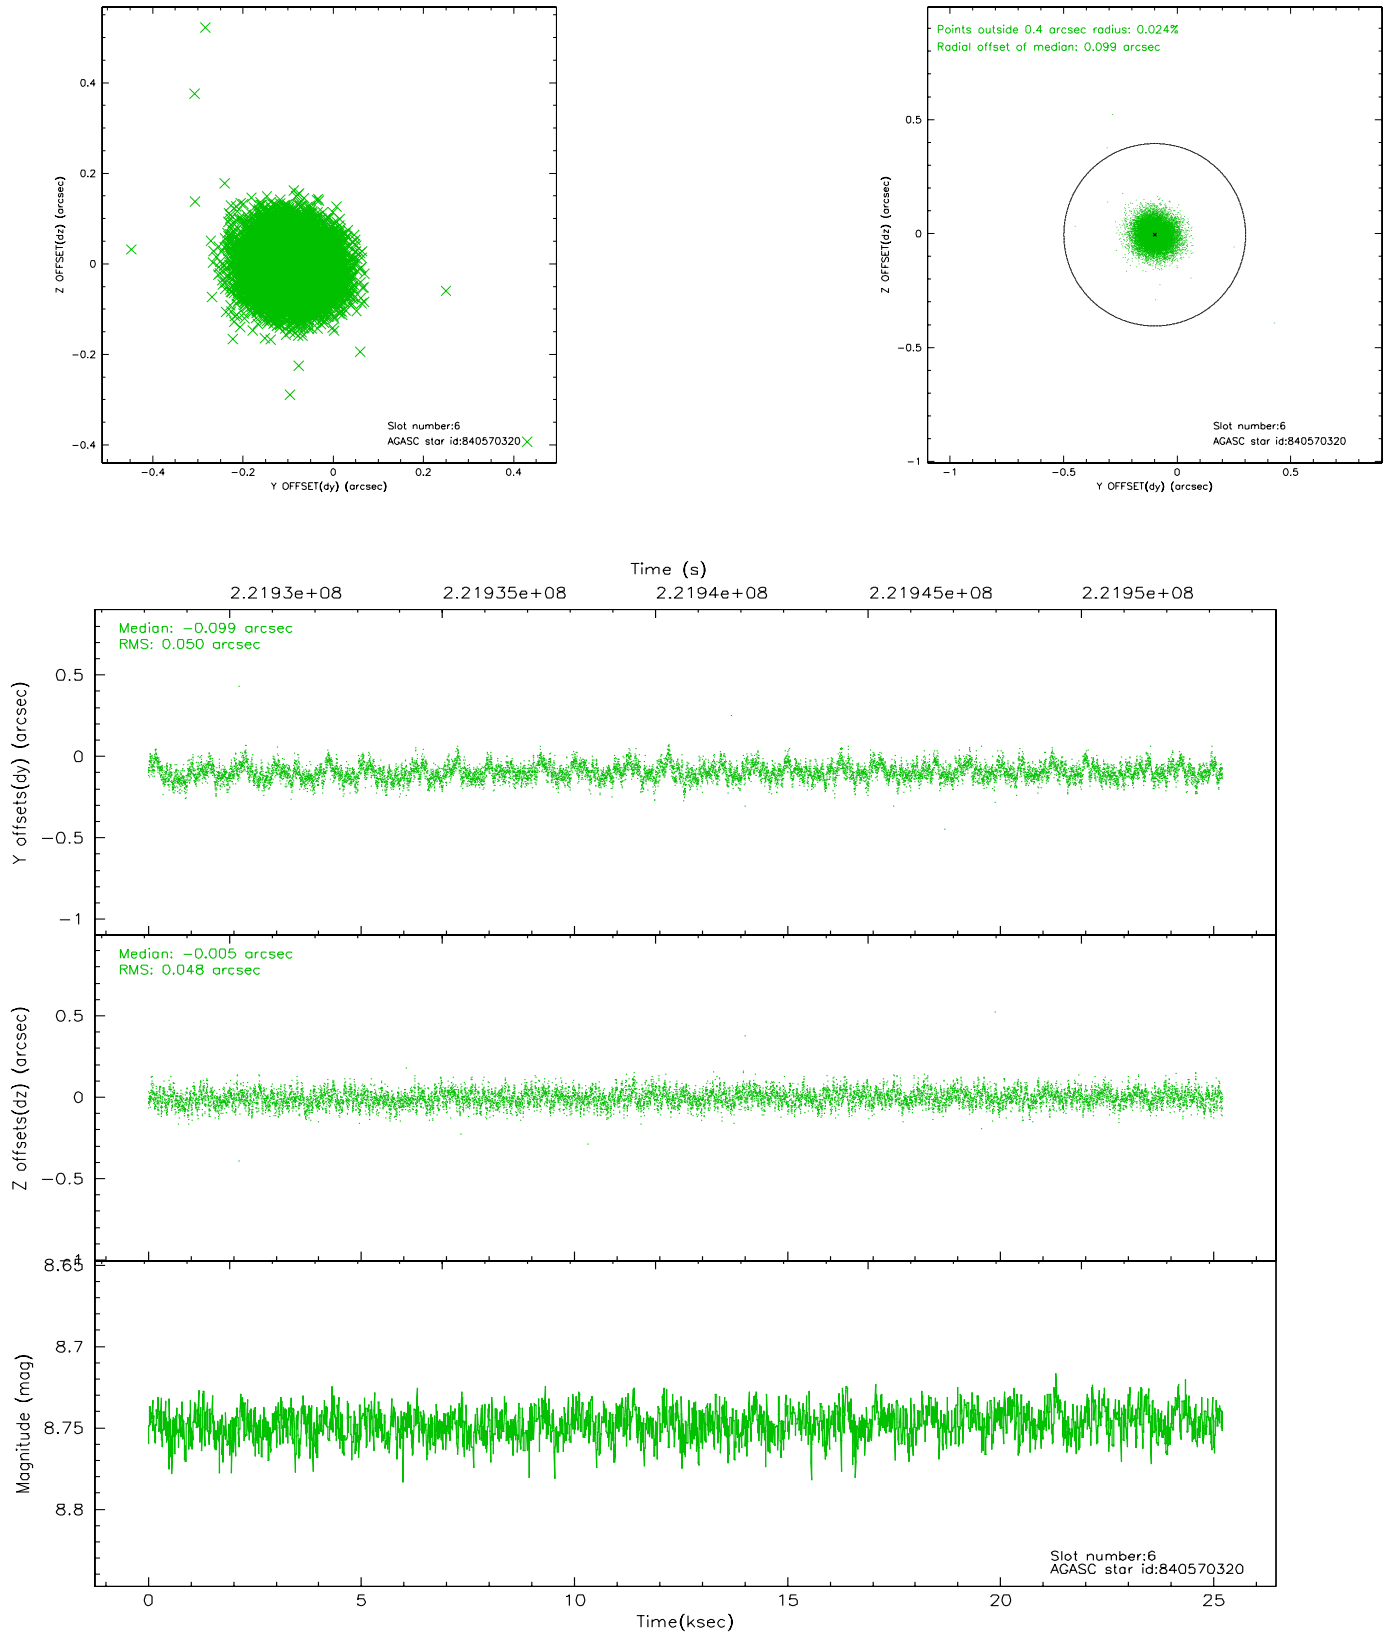 0.4
0.2
0
−0.2
−0.4
Z OFFSET(dz) (arcsec)
Slot number:6
AGASC star id:840570320
−0.4
−0.2
0
0.2
0.4
Y OFFSET(dy) (arcsec)
Points outside 0.4 arcsec radius: 0.024%
Radial offset of median: 0.099 arcsec
0.5
0
−0.5
−1
Z OFFSET(dz) (arcsec)
Slot number:6
AGASC star id:840570320
−1
−0.5
0
0.5
Y OFFSET(dy) (arcsec)
Time (s)
2.2193e+08
2.21935e+08
2.2194e+08
2.21945e+08
2.2195e+08
Median: −0.099 arcsec
RMS: 0.050 arcsec
0.5
0
−0.5
−1
Y offsets(dy) (arcsec)
Median: −0.005 arcsec
RMS: 0.048 arcsec
0.5
0
−0.5
−1
Z offsets(dz) (arcsec)
8.65
8.7
8.75
8.8
Magnitude (mag)
Slot number:6
AGASC star id:840570320
0
5
10
15
20
25
Time(ksec)